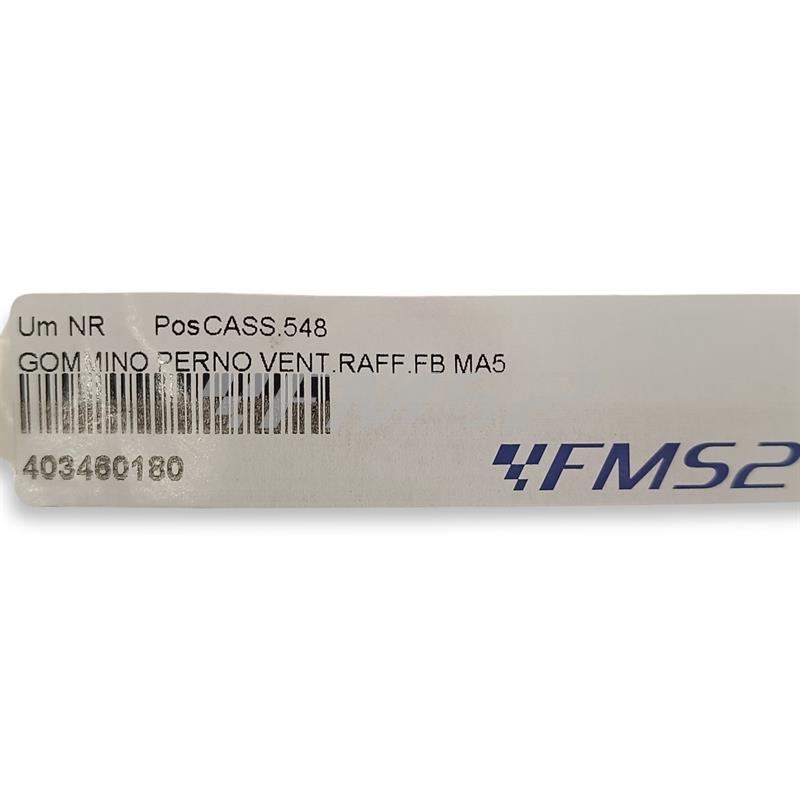 Um NR PosCASS.548
GOMMINO PERNO VENT.RAFF.FB MA5
403460180
FMS2